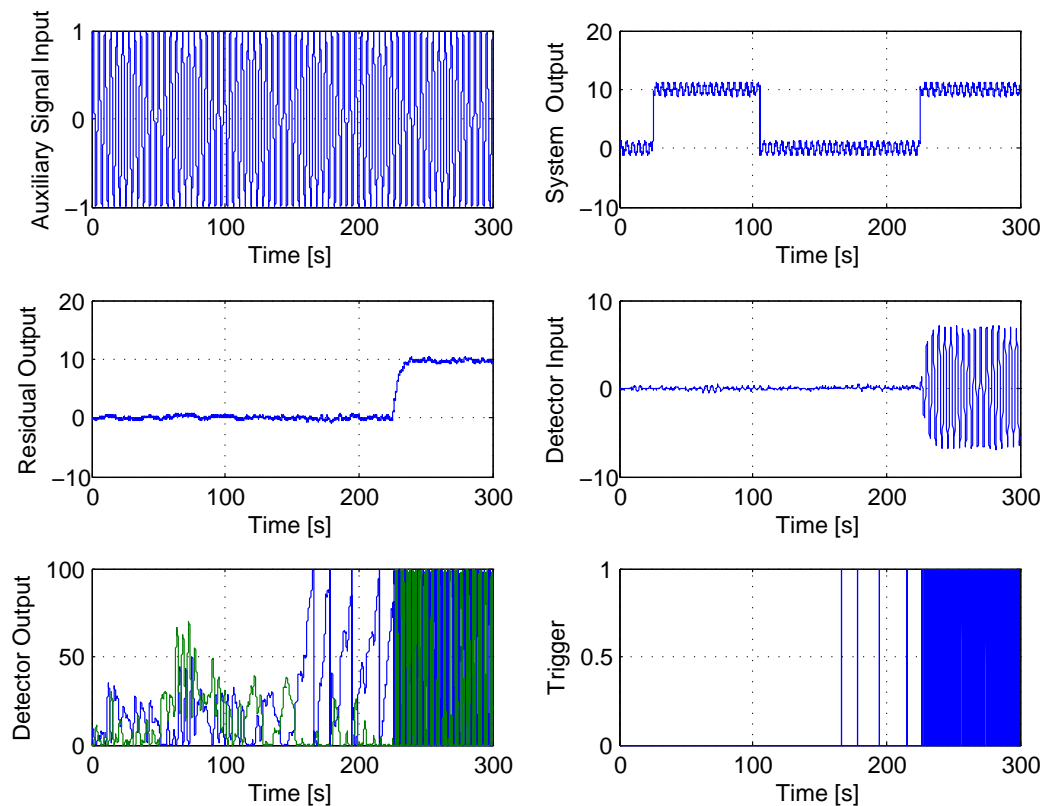 Auxiliary Signal Input
1
0
−1
0 100 200 300
Time [s]
System Output
20
10
0
−10
0 100 200 300
Time [s]
Residual Output
20
10
0
−10
0 100 200 300
Time [s]
Detector Input
10
0
−10
0 100 200 300
Time [s]
Detector Output
100
50
0
0 100 200 300
Time [s]
Trigger
1
0.5
0
0 100 200 300
Time [s]